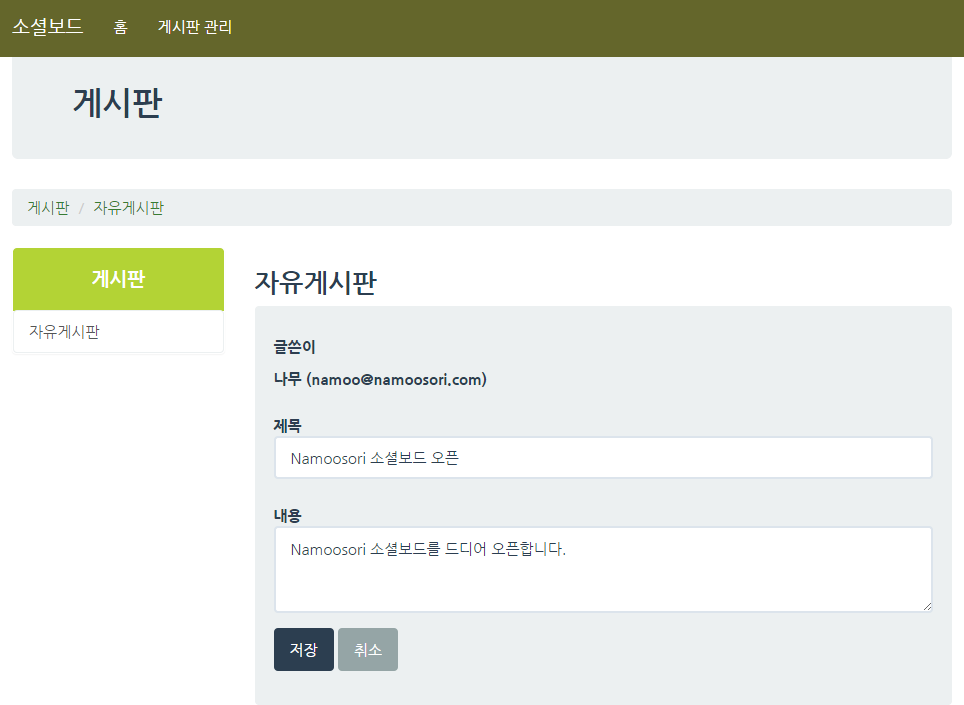 소셜보드 홈 게시판 관리
게시판
게시판 / 자유게시판
게시판
자유게시판
자유게시판
글쓴이
나무 (namoo@namoosori.com)
제목
Namoosori 소셜보드 오픈
내용
Namoosori 소셜보드를 드디어 오픈합니다.
저장 취소